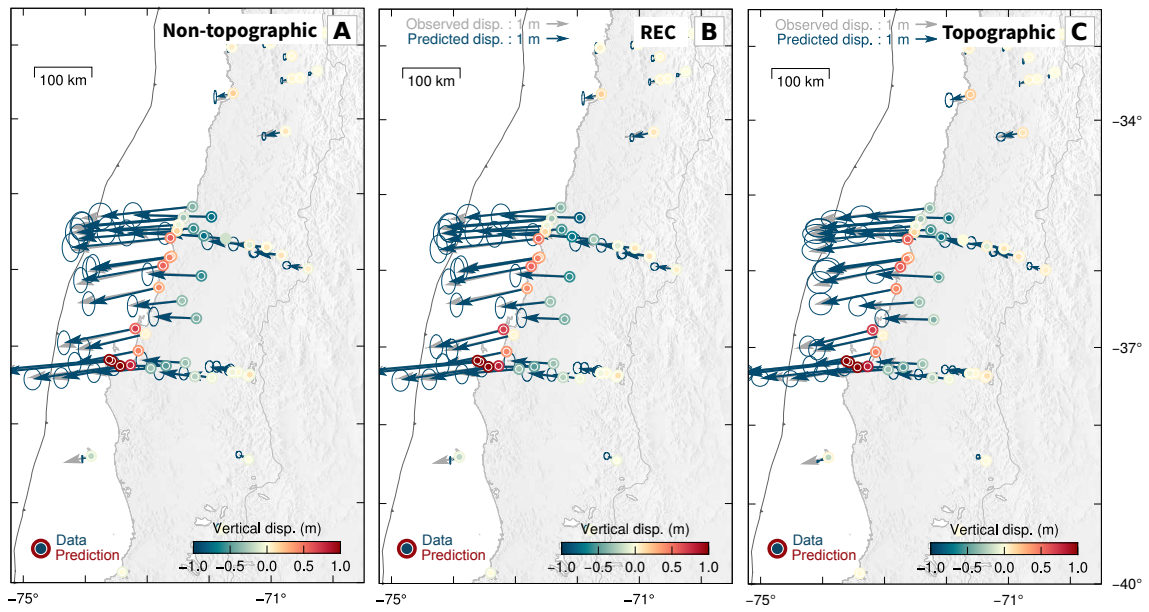 Non-topographic A
100 km
Vertical disp. (m)
−1.0 −0.5 0.0 0.5 1.0
Data
Prediction
−75° −71°
Observed disp. : 1 m
Predicted disp. : 1 m
REC B
100 km
Vertical disp. (m)
−1.0 −0.5 0.0 0.5 1.0
Data
Prediction
−75° −71°
Observed disp. : 1 m
Predicted disp. : 1 m
Topographic C
100 km
−34°
−37°
Vertical disp. (m)
−1.0 −0.5 0.0 0.5 1.0
Data
Prediction
−40°
−75° −71°